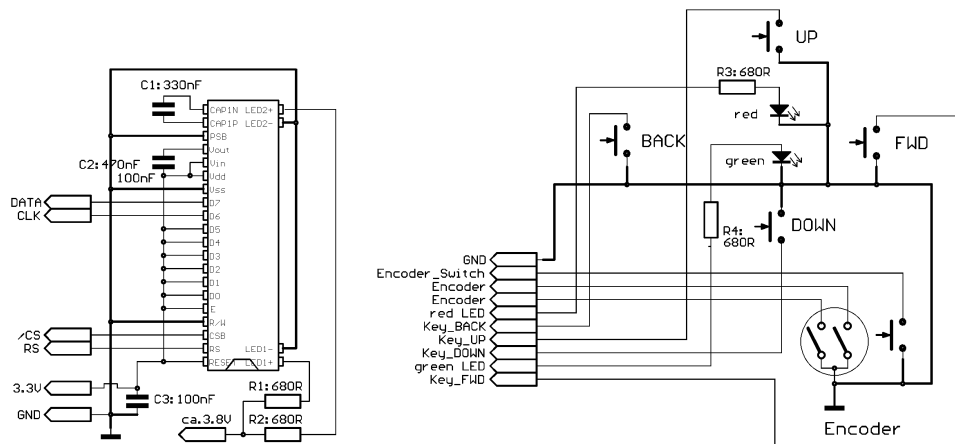 C1:330nF
CAP1N LED2+
CAP1P LED2-
PSB
Vout
C2:470nF
Vin
100nF
Vdd
Vss
DATA
D7
CLK
D6
D5
D4
D3
D2
D1
D0
E
R/W
/CS
CSB
RS
RS LED1-
RESET LED1+
3.3V
R1:680R
C3:100nF
GND
R2:680R
ca.3.8V
UP
R3:680R
red
BACK
FWD
green
DOWN
R4:
680R
GND
Encoder_Switch
Encoder
Encoder
red LED
Key_BACK
Key_UP
Key_DOWN
green LED
Key_FWD
Encoder